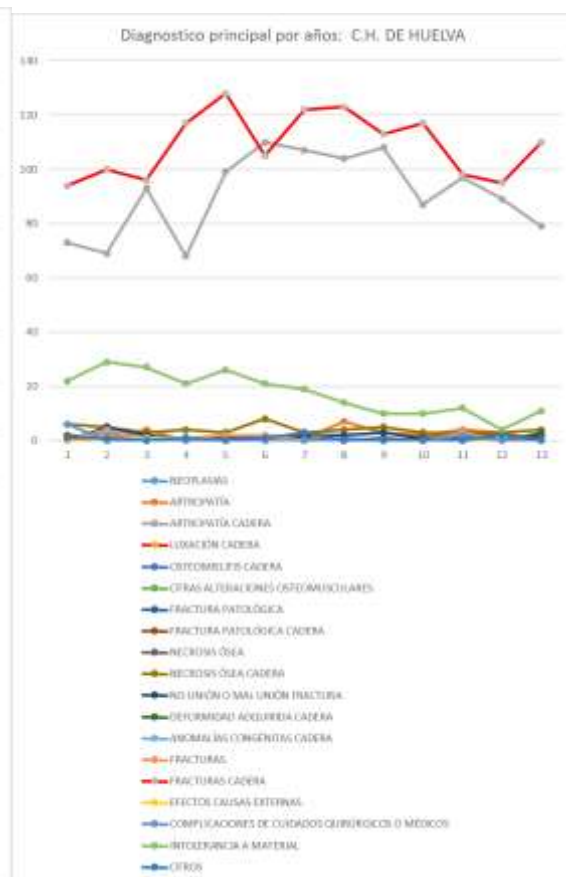 Diagnostico principal por años: C.H. DE HUELVA
140
120
100
80
60
40
20
0
1 2 3 4 5 6 7 8 9 10 11 12 13
NEOPLASIAS
ARTROPATÍA
ARTROPATÍA CADERA
LUXACIÓN CADERA
OSTEOMIELITIS CADERA
OTRAS ALTERACIONES OSTEOMUSCULARES
FRACTURA PATOLÓGICA
FRACTURA PATOLÓGICA CADERA
NECROSIS ÓSEA
NECROSIS ÓSEA CADERA
NO UNIÓN O MAL UNIÓN FRACTURA
DEFORMIDAD ADQUIRIDA CADERA
ANOMALÍAS CONGÉNITAS CADERA
FRACTURAS
FRACTURAS CADERA
EFECTOS CAUSAS EXTERNAS
COMPLICACIONES DE CUIDADOS QUIRÚRGICOS O MÉDICOS
INTOLERANCIA A MATERIAL
OTROS